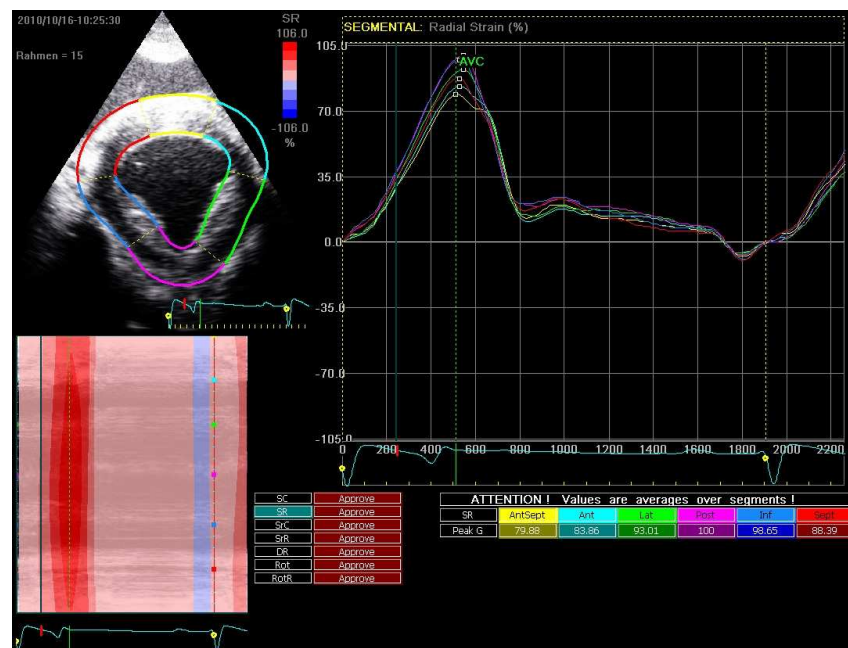 2010/10/16-10:25:30
SR
106.0
Rahmen = 15
-106.0
%
SEGMENTAL: Radial Strain (%)
105.0
AVC
70.0
35.0
0.0
-35.0
-70.0
-105.0
0 200 400 600 800 1000 1200 1400 1600 1800 2000 2200
SC Approve
SR Approve
SrC Approve
SrR Approve
DR Approve
Rot Approve
RotR Approve
ATTENTION ! Values are averages over segments !
SR AntSept Ant Lat Post Inf Sept
Peak G 79.88 83.86 93.01 100 98.65 88.39